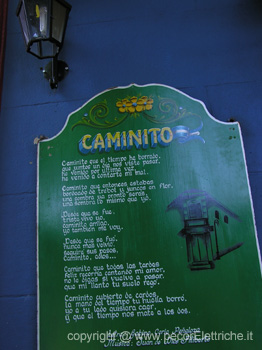 CAMINITO
Caminito que el tiempo ha borrado,
que juntos un día nos viste pasar,
he venido por última vez,
he venido a contarte mi mal.
Caminito que entonces estabas
bordeado de trébol y juncos en flor,
una sombra ya pronto serás,
una sombra lo mismo que yo.
Desde que se fue,
triste vivo yo,
caminito amigo,
yo también me voy.
Desde que se fue
nunca más volvió
seguiré sus pasos,
Caminito, adiós...
Caminito que todas las tardes
feliz recorría cantando mi amor,
no le digas si vuelve a pasar,
que mi llanto tu suelo regó.
Caminito cubierto de cardos,
la mano del tiempo tu huella borró,
yo a tu lado quisiera caer
y que el tiempo nos mate a los dos.
Peñaloza
Música: Juan de
copyright @ www.pecorElettriche.it